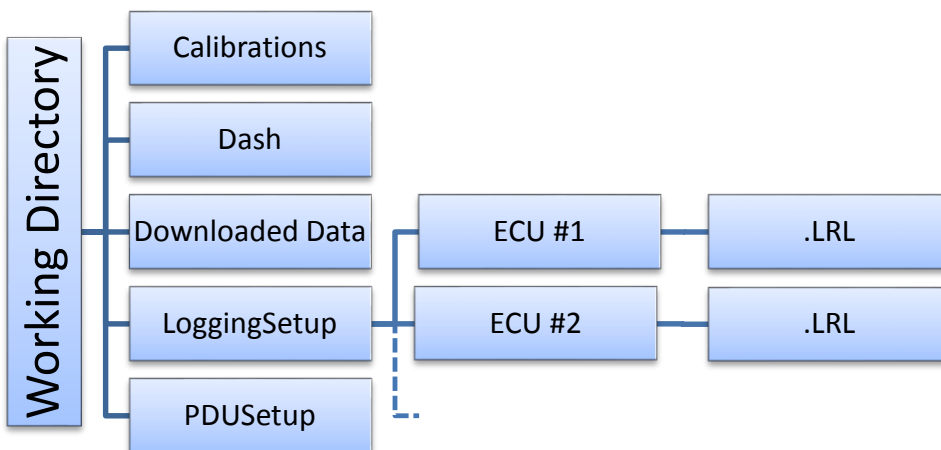 Working Directory
Calibrations
Dash
Downloaded Data
ECU #1
.LRL
LoggingSetup
ECU #2
.LRL
PDUSetup